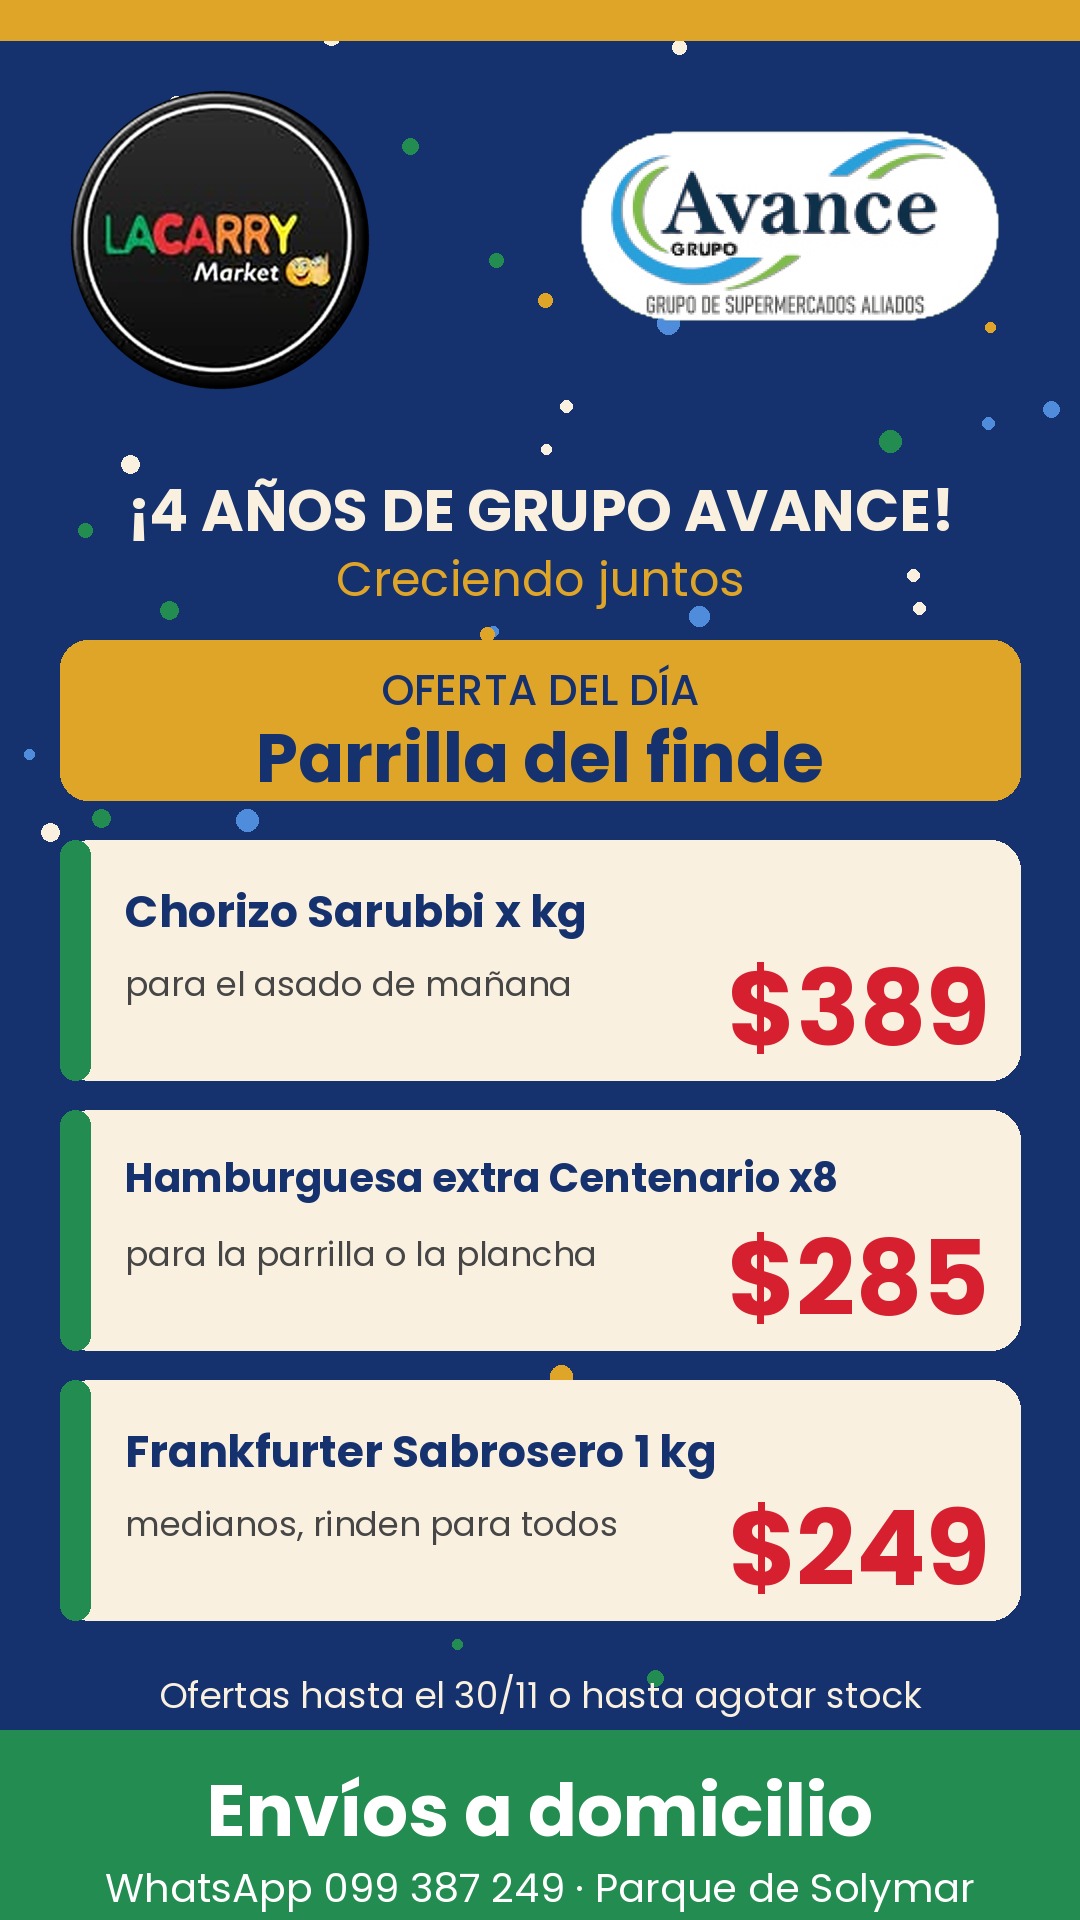 LACARRY
Market
Avance
GRUPO
GRUPO DE SUPERMERCADOS ALIADOS
¡4 AÑOS DE GRUPO AVANCE!
Creciendo juntos
OFERTA DEL DÍA
Parrilla del finde
Chorizo Sarubbi x kg
para el asado de mañana
$389
Hamburguesa extra Centenario x8
para la parrilla o la plancha
$285
Frankfurter Sabrosero 1 kg
medianos, rinden para todos
$249
Ofertas hasta el 30/11 o hasta agotar stock
Envíos a domicilio
WhatsApp 099 387 249 · Parque de Solymar